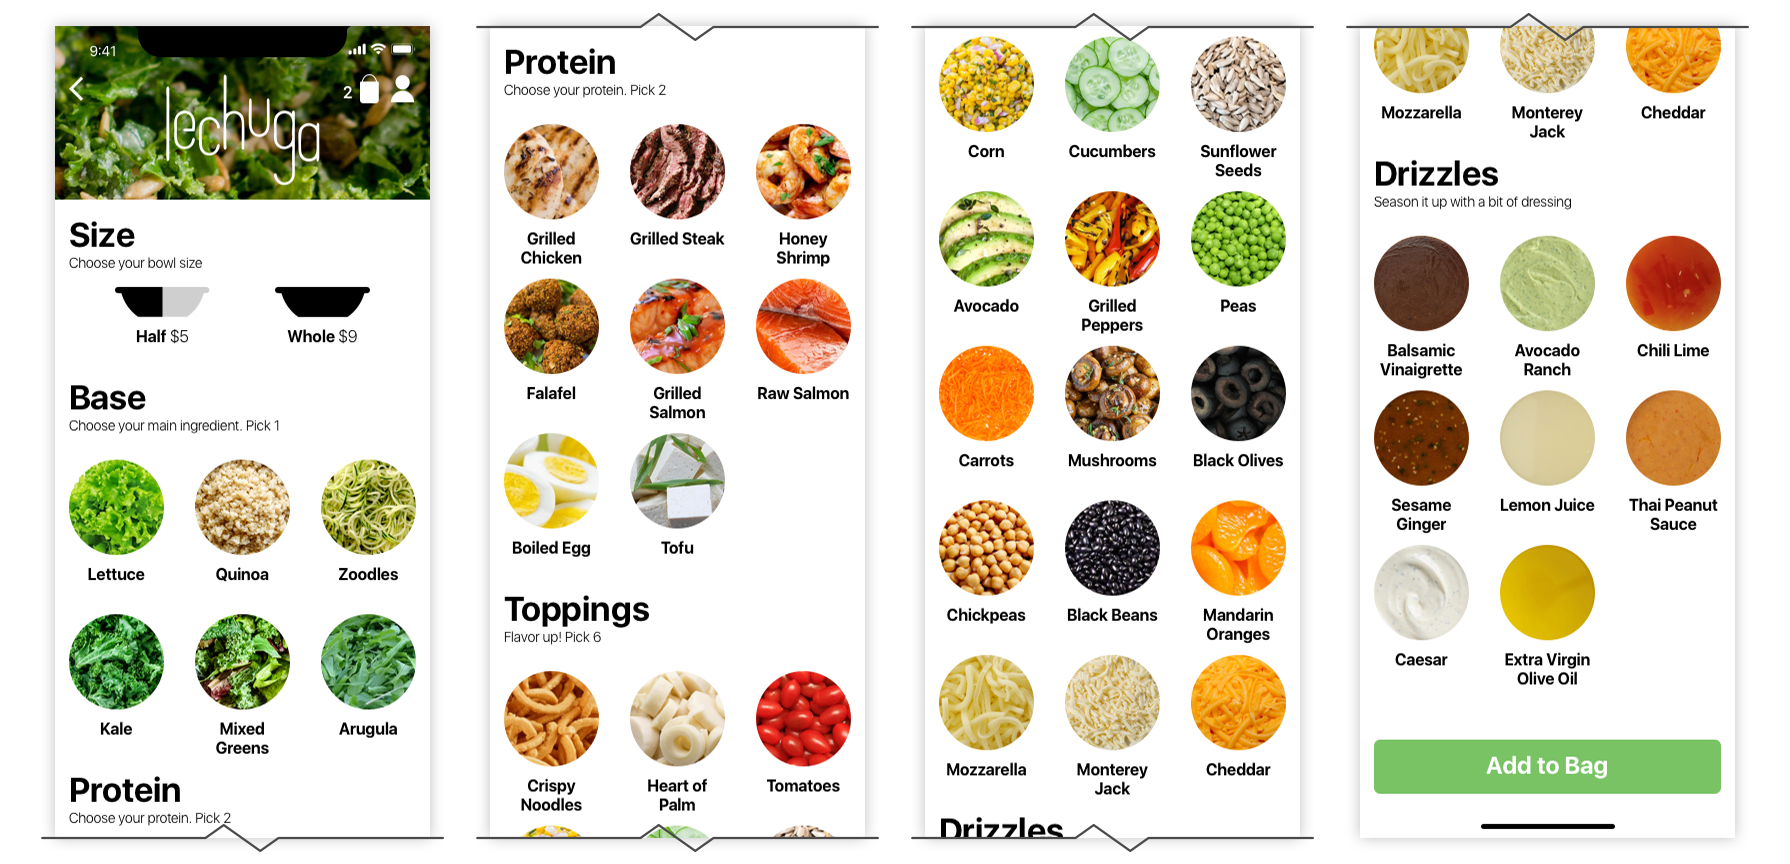 9:41
2
lechuga
Size
Choose your bowl size
Half $5
Whole $9
Base
Choose your main ingredient. Pick 1
Lettuce
Quinoa
Zoodles
Kale
Mixed
Greens
Arugula
Protein
Choose your protein. Pick 2
Protein
Choose your protein. Pick 2
Grilled
Chicken
Grilled Steak
Honey
Shrimp
Falafel
Grilled
Salmon
Raw Salmon
Boiled Egg
Tofu
Toppings
Flavor up! Pick 6
Crispy
Noodles
Heart of
Palm
Tomatoes
Corn
Cucumbers
Sunflower
Seeds
Avocado
Grilled
Peppers
Peas
Carrots
Mushrooms
Black Olives
Chickpeas
Black Beans
Mandarin
Oranges
Mozzarella
Monterey
Jack
Cheddar
Drizzles
Mozzarella
Monterey
Jack
Cheddar
Drizzles
Season it up with a bit of dressing
Balsamic
Vinaigrette
Avocado
Ranch
Chili Lime
Sesame
Ginger
Lemon Juice
Thai Peanut
Sauce
Caesar
Extra Virgin
Olive Oil
Add to Bag